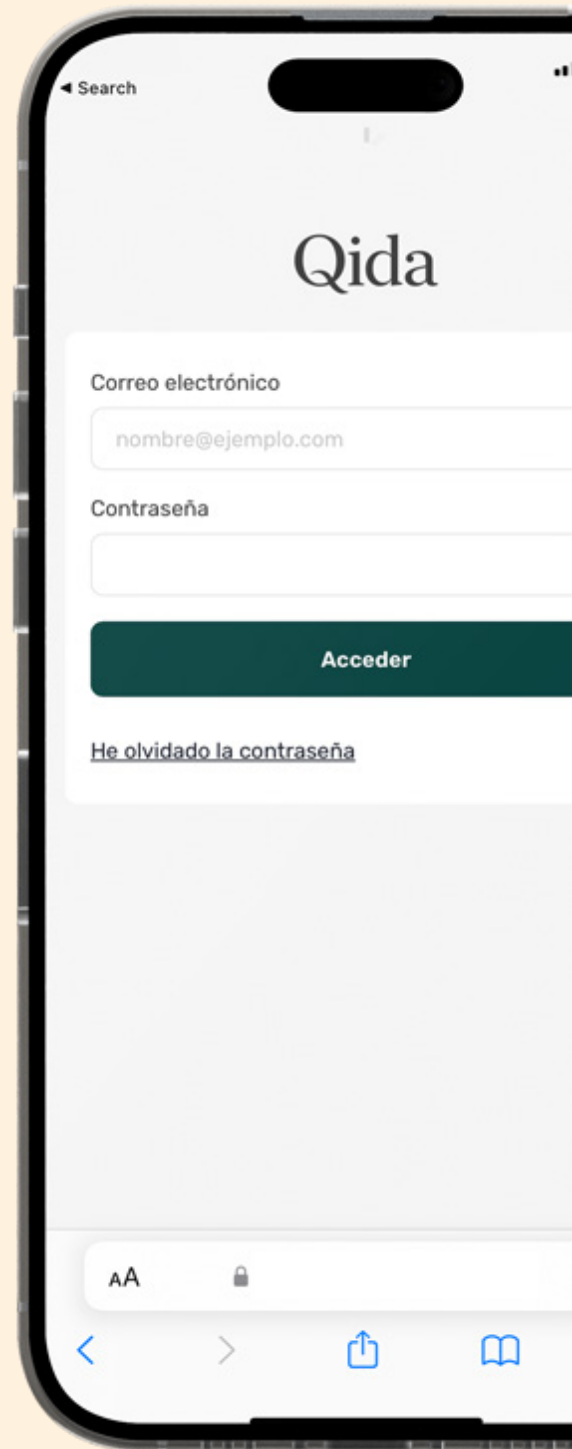 Search
Qida
Correo electrónico
nombre@ejemplo.com
Contraseña
Acceder
He olvidado la contraseña
AA